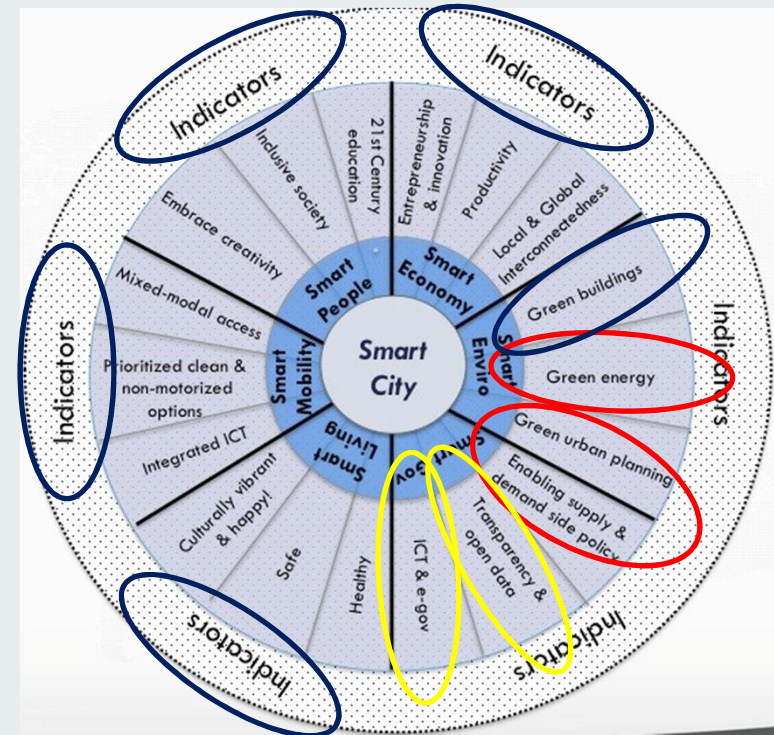 Smart
City
Smart
People
Smart
Economy
Smart
Enviro
Smart Gov
Smart
Living
Smart
Mobility
21st Century
education
Entrepreneurship
& innovation
Productivity
Local & Global
Interconnectedness
Green buildings
Green energy
Green urban planning
Enabling supply &
demand side policy
Transparency &
open data
ICT & e-gov
Healthy
Safe
Culturally vibrant
& happy!
Integrated ICT
Prioritized clean &
non-motorized
options
Mixed-modal access
Embrace creativity
Inclusive society
Indicators
Indicators
Indicators
Indicators
Indicators
Indicators